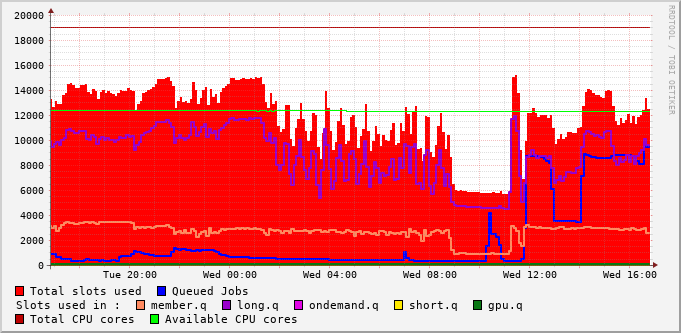 20000
18000
16000
14000
12000
10000
8000
6000
4000
2000
0
Tue 20:00 Wed 00:00 Wed 04:00 Wed 08:00 Wed 12:00 Wed 16:00
RRDTOOL / TOBI OETIKER
Total slots used Queued Jobs
Slots used in : member.q long.q ondemand.q short.q gpu.q
Total CPU cores Available CPU cores